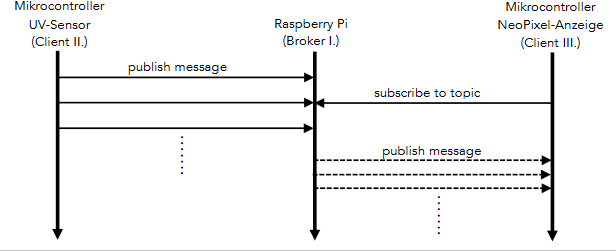 Mikrocontroller
UV-Sensor
(Client II.)
Raspberry Pi
(Broker I.)
Mikrocontroller
NeoPixel-Anzeige
(Client III.)
publish message
subscribe to topic
publish message